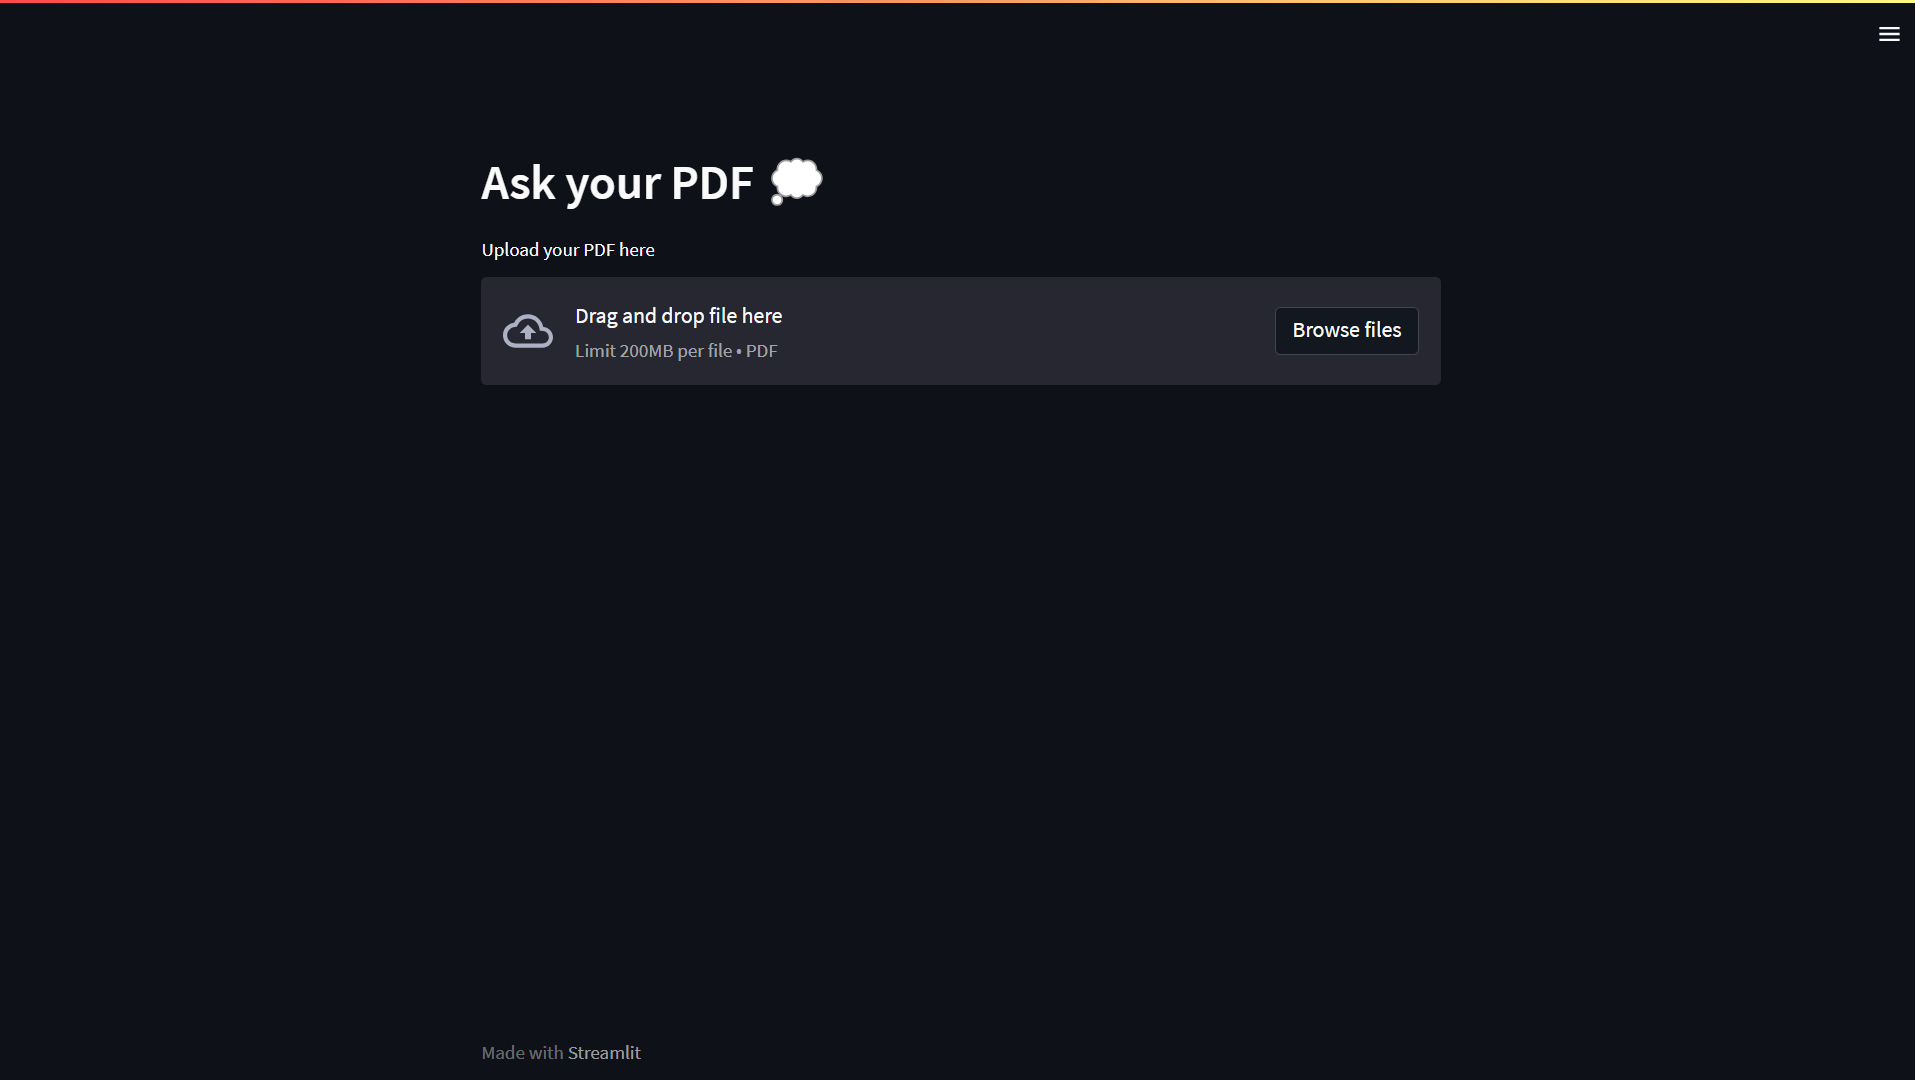 Ask your PDF 💭
Upload your PDF here
Drag and drop file here
Limit 200MB per file • PDF
Browse files
Made with Streamlit